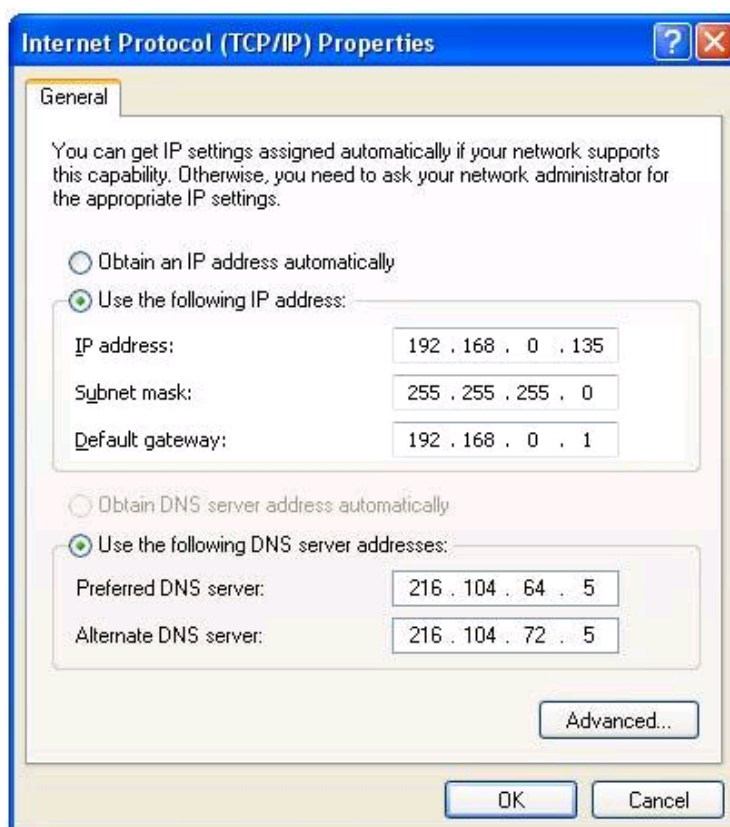 Internet Protocol (TCP/IP) Properties
General
You can get IP settings assigned automatically if your network supports
this capability. Otherwise, you need to ask your network administrator for
the appropriate IP settings.
Obtain an IP address automatically
Use the following IP address:
IP address: 192 . 168 . 0 . 135
Subnet mask: 255 . 255 . 255 . 0
Default gateway: 192 . 168 . 0 . 1
Obtain DNS server address automatically
Use the following DNS server addresses:
Preferred DNS server: 216 . 104 . 64 . 5
Alternate DNS server: 216 . 104 . 72 . 5
Advanced...
OK Cancel